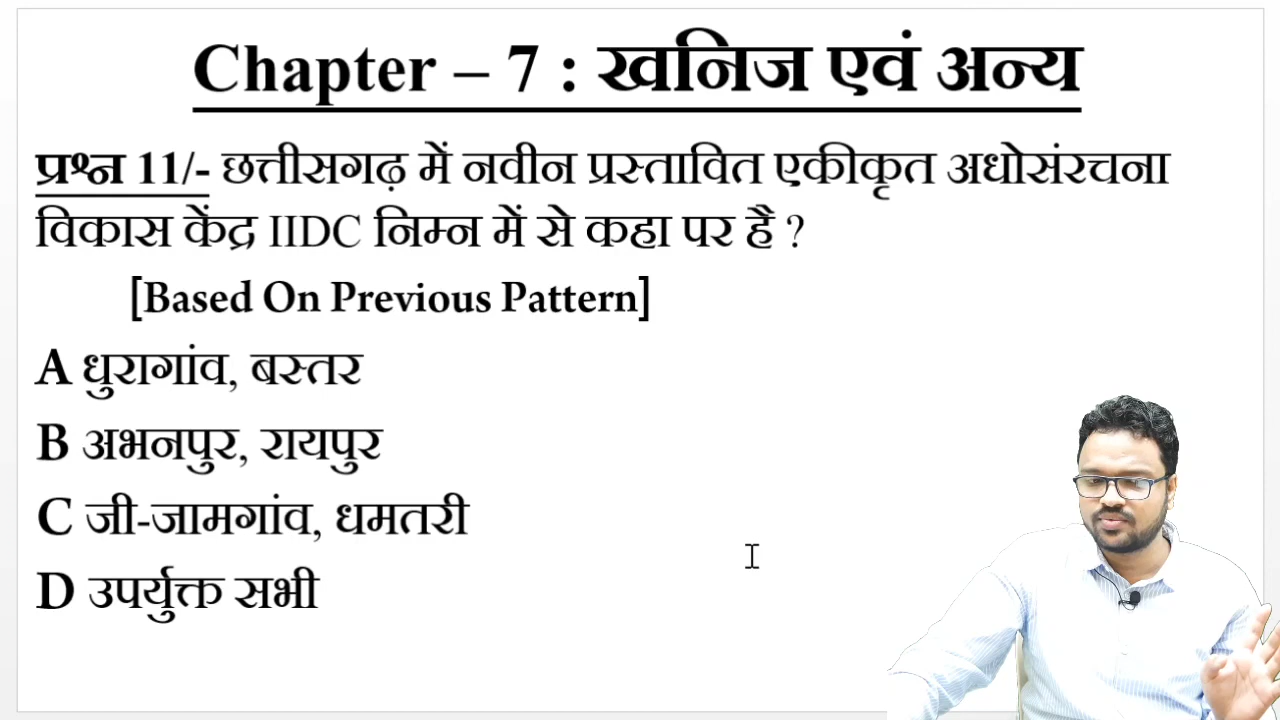 Chapter – 7 : खनिज एवं अन्य
प्रश्न 11/- छत्तीसगढ़ में नवीन प्रस्तावित एकीकृत अधोसंरचना
विकास केंद्र IIDC निम्न में से कहा पर है ?
[Based On Previous Pattern]
A धुरागांव, बस्तर
B अभनपुर, रायपुर
C जी-जामगांव, धमतरी
D उपर्युक्त सभी